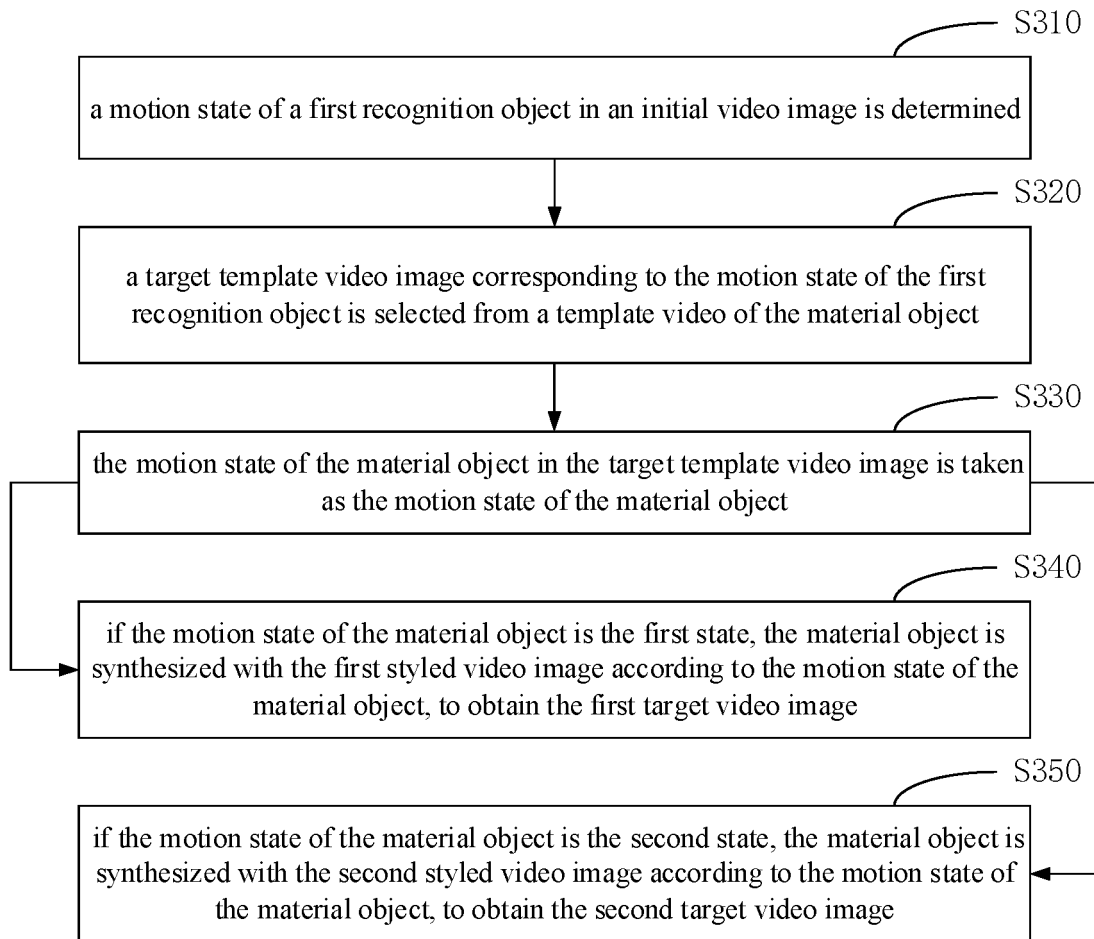 S310
a motion state of a first recognition object in an initial video image is determined
S320
a target template video image corresponding to the motion state of the first
recognition object is selected from a template video of the material object
S330
the motion state of the material object in the target template video image is taken
as the motion state of the material object
S340
if the motion state of the material object is the first state, the material object is
synthesized with the first styled video image according to the motion state of the
material object, to obtain the first target video image
S350
if the motion state of the material object is the second state, the material object is
synthesized with the second styled video image according to the motion state of
the material object, to obtain the second target video image